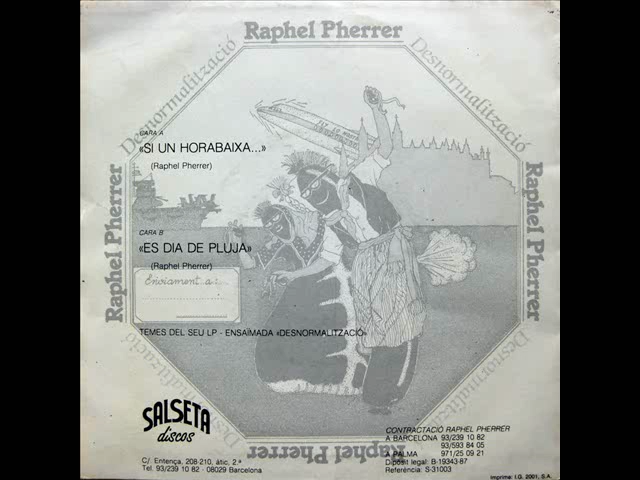 Raphel Pherrer
Desnormalització
Desnormalització
CARA A
«SI UN HORABAIXA...»
(Raphel Pherrer)
Raphel Pherrer
Raphel Pherrer
CARA B
«ES DIA DE PLUJA»
(Raphel Pherrer)
Enviament a:
TEMES DEL SEU LP - ENSAÏMADA «DESNORMALITZACIÓ»
Desnormalització
Desnormalització
SALSETA
discos
C/. Entença, 208-210, àtic, 2.ª
Tel. 93/239 10 82 - 08029 Barcelona
Raphel Pherrer
CONTRACTACIÓ RAPHEL PHERRER
A BARCELONA 93/239 10 82
93/593 84 05
A PALMA 971/25 09 21
Dipòsit legal: B-19343-87
Referència: S-31003
imprime: I.G. 2001, S.A.